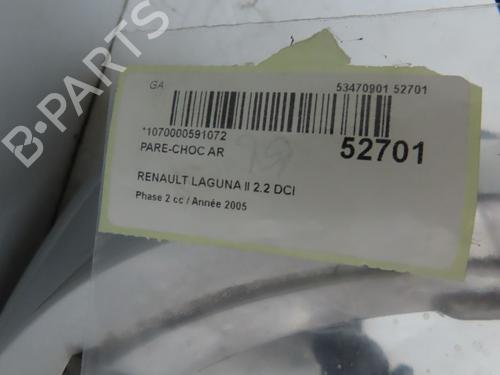 B-PARTS
GA
53470901 52701
*1070000591072
PARE-CHOC AR
52701
RENAULT LAGUNA II 2.2 DCI
Phase 2 cc / Année 2005